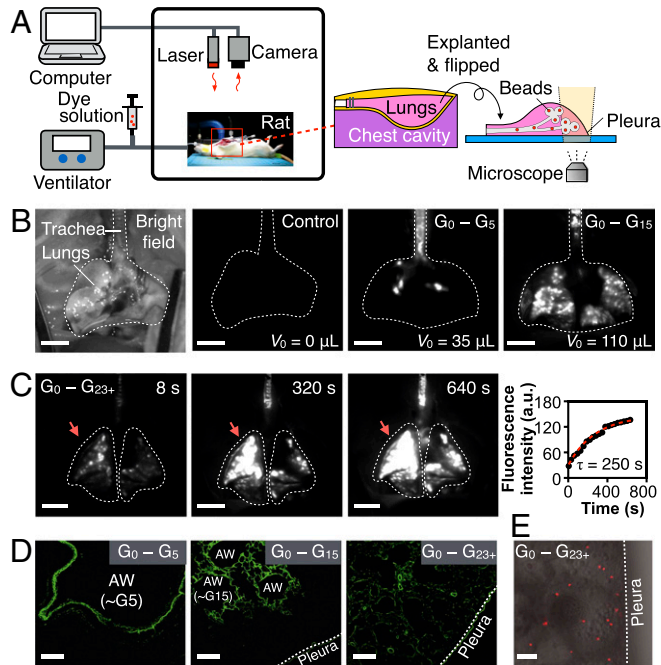 A
Computer
Dye
solution
Ventilator
Laser
Camera
Rat
Explanted
& flipped
Lungs
Chest cavity
Beads
Pleura
Microscope
B
Trachea
Bright
field
Lungs
Control
V₀ = 0 µL
G₀ – G₅
V₀ = 35 µL
G₀ – G₁₅
V₀ = 110 µL
C
G₀ – G₂₃₊
8 s
320 s
640 s
Fluorescence
intensity (a.u.)
180
120
60
0
τ = 250 s
0
400
800
Time (s)
D
G₀ – G₅
AW
(~G5)
G₀ – G₁₅
AW
AW
(~G15)
AW
Pleura
G₀ – G₂₃₊
Pleura
E
G₀ – G₂₃₊
Pleura